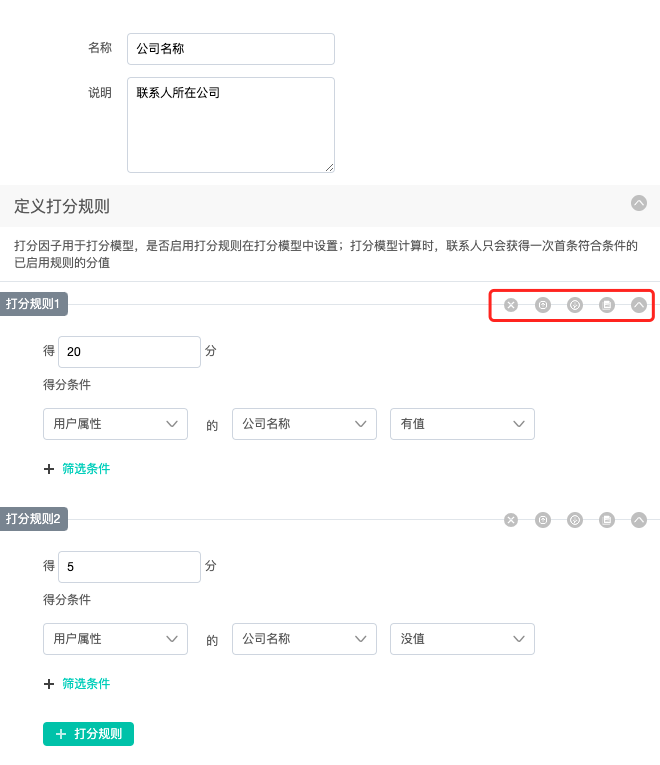 名称 公司名称
说明 联系人所在公司
定义打分规则
打分因子用于打分模型，是否启用打分规则在打分模型中设置；打分模型计算时，联系人只会获得一次首条符合条件的
已启用规则的分值
打分规则1
得 20 分
得分条件
用户属性 的 公司名称 有值
+ 筛选条件
打分规则2
得 5 分
得分条件
用户属性 的 公司名称 没值
+ 筛选条件
+ 打分规则